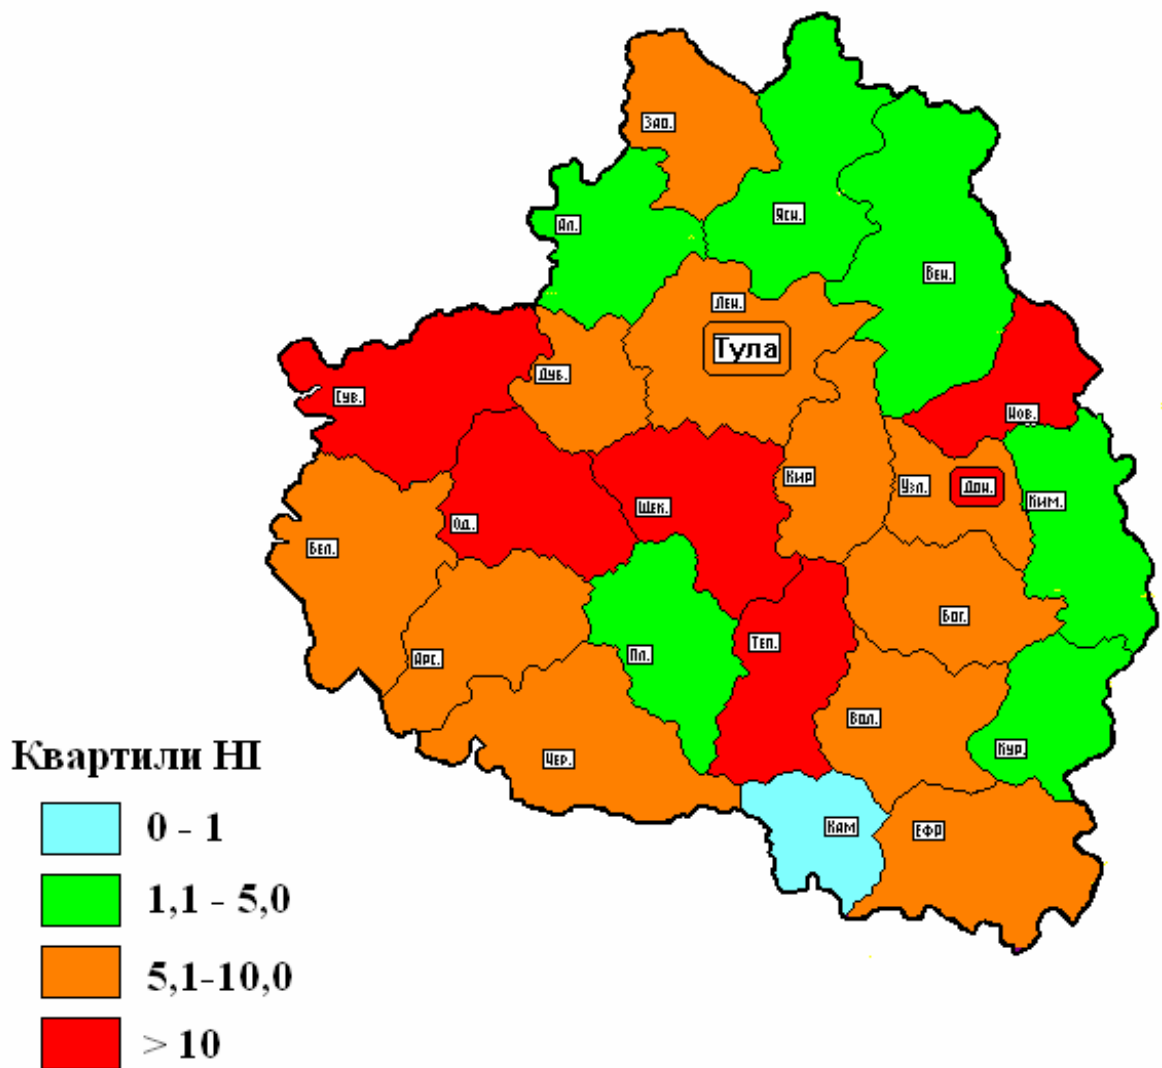 Зао.
Ал.
Ясн.
Вен.
Лен.
Тула
Сув.
Дув.
Нов.
Од.
Щек.
Кир
Узл.
Дон.
Ким.
Бел.
Арс.
Пл.
Теп.
Бог.
Вол.
Кур.
Чер.
Кам
Ефр
Квартили HI
0 - 1
1,1 - 5,0
5,1-10,0
> 10